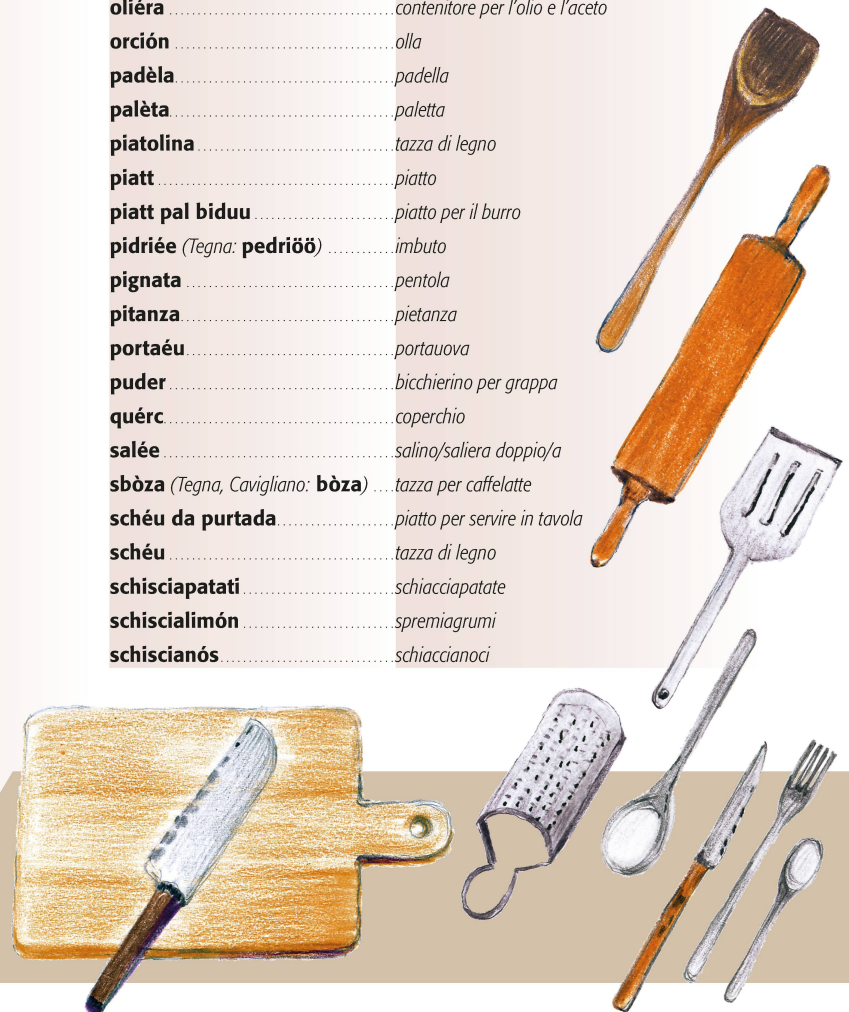 oliéra ........................................ contenitore per l'olio e l'aceto
orción ........................................ olla
padèla ........................................ padella
palèta ........................................ paletta
piatolina ........................................ tazza di legno
piatt ........................................ piatto
piatt pal biduu ........................................ piatto per il burro
pidriée (Tegna: pedriöö) ............ imbuto
pignata ........................................ pentola
pitanza ........................................ pietanza
portaéu ........................................ portauova
puder ........................................ bicchierino per grappa
quérc ........................................ coperchio
salée ........................................ salino/saliera doppio/a
sbòza (Tegna, Cavigliano: bòza) .... tazza per caffelatte
schéu da purtada ........................ piatto per servire in tavola
schéu ........................................ tazza di legno
schisciapatati ........................................ schiacciapatate
schiscialimón ........................................ spremiagrumi
schiscianós ........................................ schiaccianoci